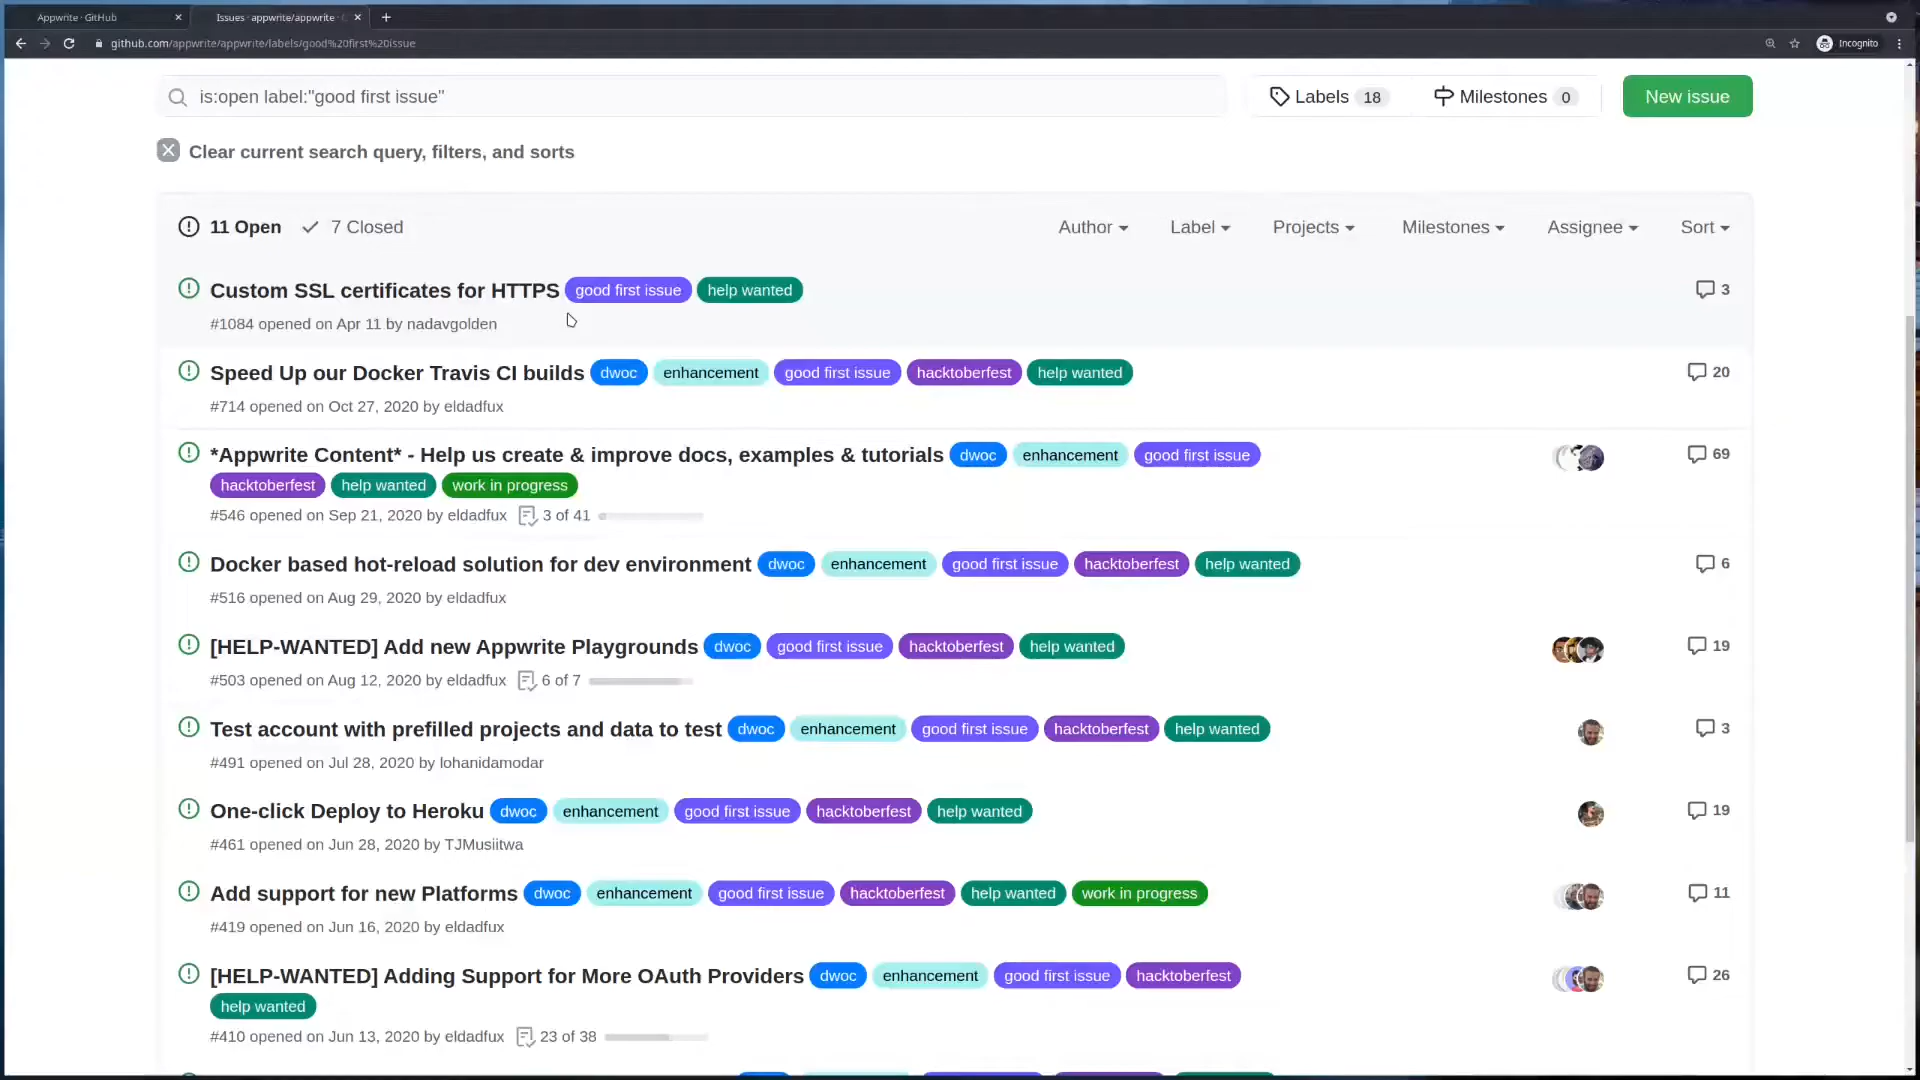 Appwrite · GitHub
Issues · appwrite/appwrite ·
github.com/appwrite/appwrite/labels/good%20first%20issue
Incognito
is:open label:"good first issue"
Labels 18
Milestones 0
New issue
Clear current search query, filters, and sorts
11 Open 7 Closed Author Label Projects Milestones Assignee Sort
Custom SSL certificates for HTTPS good first issue help wanted 3
#1084 opened on Apr 11 by nadavgolden
Speed Up our Docker Travis CI builds dwoc enhancement good first issue hacktoberfest help wanted 20
#714 opened on Oct 27, 2020 by eldadfux
*Appwrite Content* - Help us create & improve docs, examples & tutorials dwoc enhancement good first issue 69
hacktoberfest help wanted work in progress
#546 opened on Sep 21, 2020 by eldadfux 3 of 41
Docker based hot-reload solution for dev environment dwoc enhancement good first issue hacktoberfest help wanted 6
#516 opened on Aug 29, 2020 by eldadfux
[HELP-WANTED] Add new Appwrite Playgrounds dwoc good first issue hacktoberfest help wanted 19
#503 opened on Aug 12, 2020 by eldadfux 6 of 7
Test account with prefilled projects and data to test dwoc enhancement good first issue hacktoberfest help wanted 3
#491 opened on Jul 28, 2020 by lohanidamodar
One-click Deploy to Heroku dwoc enhancement good first issue hacktoberfest help wanted 19
#461 opened on Jun 28, 2020 by TJMusiitwa
Add support for new Platforms dwoc enhancement good first issue hacktoberfest help wanted work in progress 11
#419 opened on Jun 16, 2020 by eldadfux
[HELP-WANTED] Adding Support for More OAuth Providers dwoc enhancement good first issue hacktoberfest 26
help wanted
#410 opened on Jun 13, 2020 by eldadfux 23 of 38